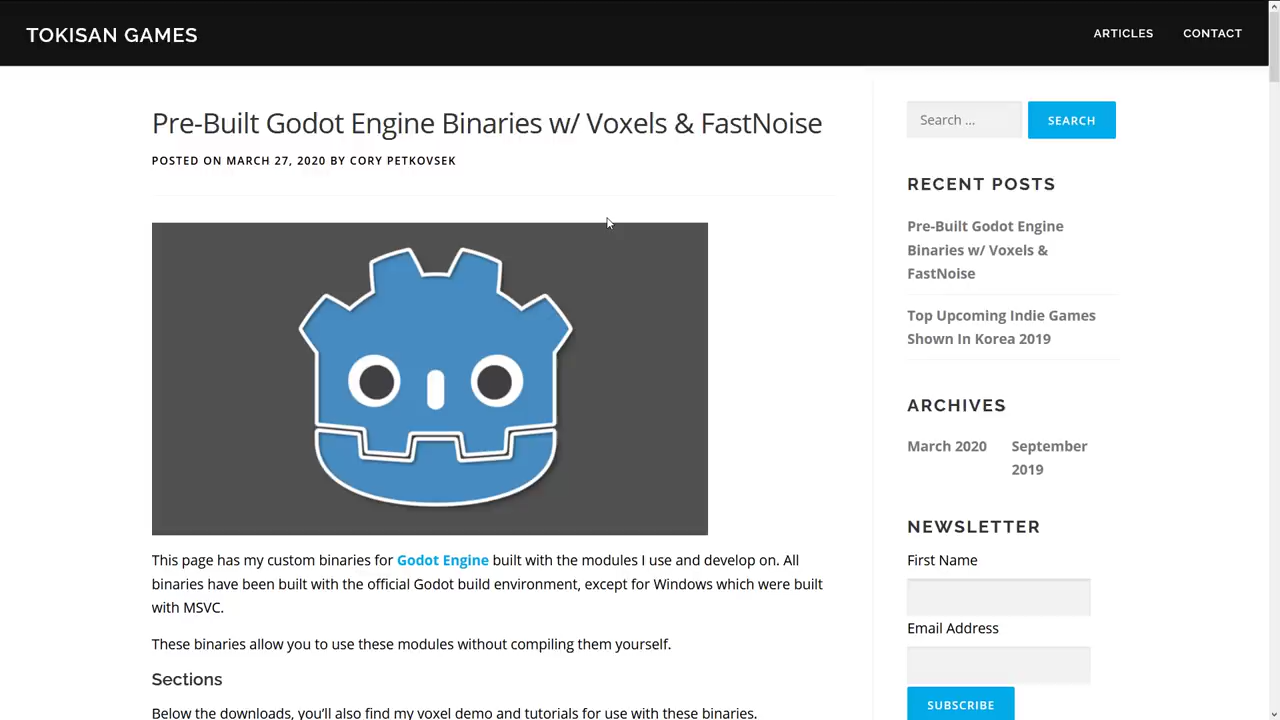 TOKISAN GAMES
ARTICLES
CONTACT
Pre-Built Godot Engine Binaries w/ Voxels & FastNoise
POSTED ON MARCH 27, 2020 BY CORY PETKOVSEK
This page has my custom binaries for Godot Engine built with the modules I use and develop on. All
binaries have been built with the official Godot build environment, except for Windows which were built
with MSVC.
These binaries allow you to use these modules without compiling them yourself.
Sections
Below the downloads, you'll also find my voxel demo and tutorials for use with these binaries.
Search ...
SEARCH
RECENT POSTS
Pre-Built Godot Engine
Binaries w/ Voxels &
FastNoise
Top Upcoming Indie Games
Shown In Korea 2019
ARCHIVES
March 2020
September
2019
NEWSLETTER
First Name
Email Address
SUBSCRIBE